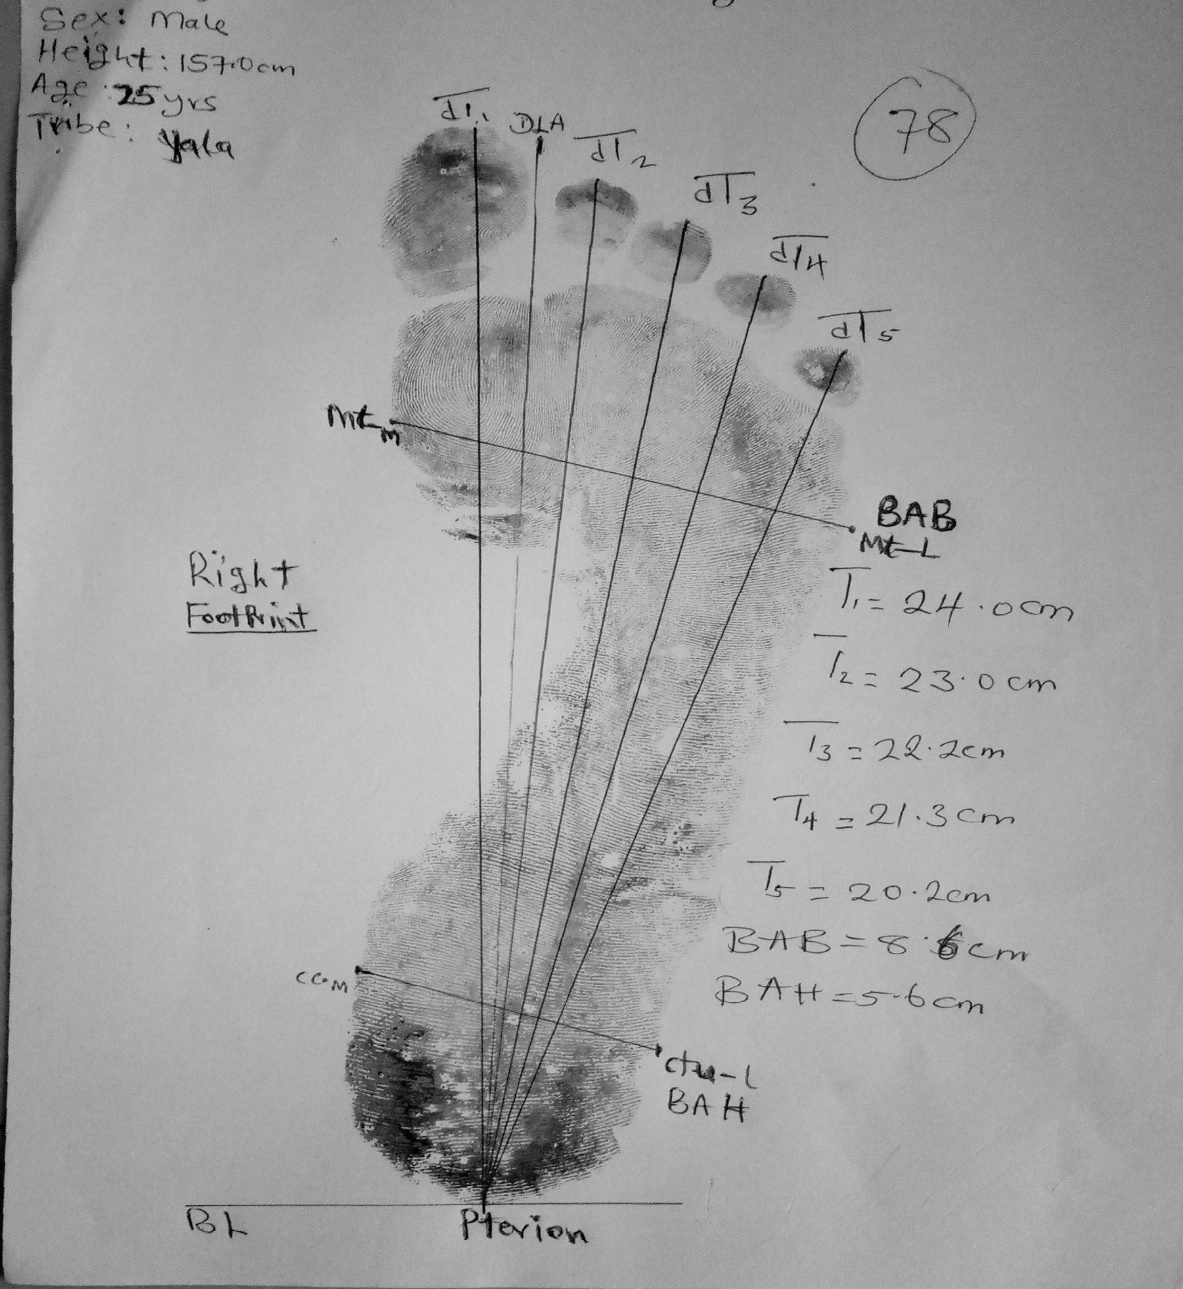 Sex: Male
Height: 157.0cm
Age: 25yrs
Tribe: Yala
78
dT1.
DLA
dT2
dT3
dT4
dT5
Mt-M
BAB
Mt-L
Right
Footprint
T1= 24.0cm
T2= 23.0cm
T3= 22.2cm
T4= 21.3cm
T5= 20.2cm
BAB= 8.6cm
BAH=5.6cm
CC.M
ctu-L
BAH
BL
Pterion